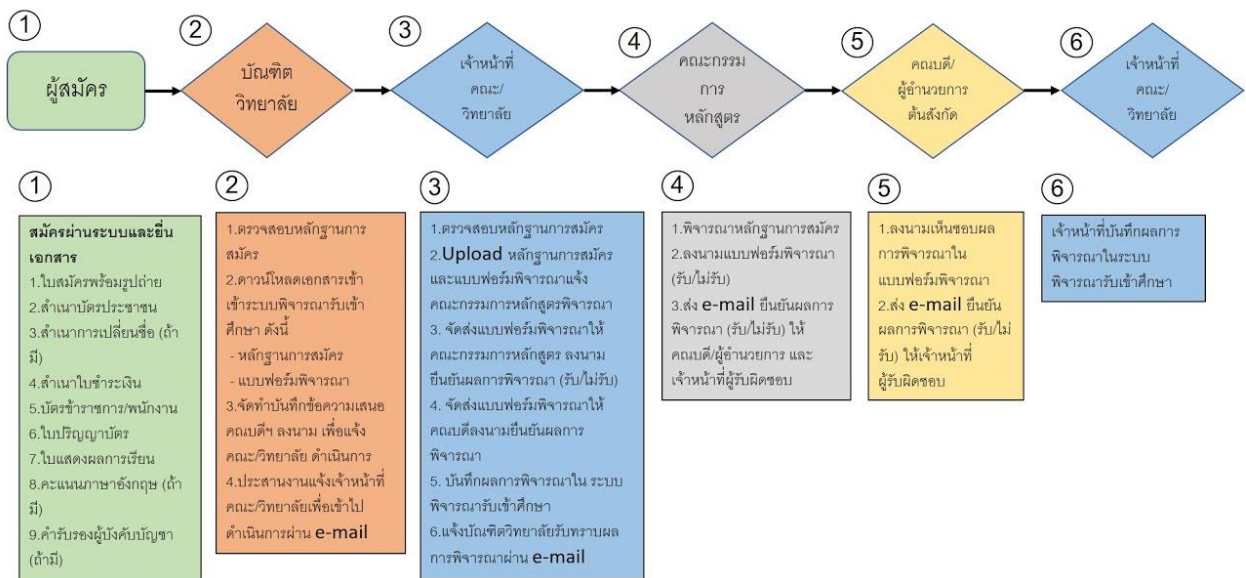 ①
②
③
④
⑤
⑥
ผู้สมัคร
บัณฑิต
วิทยาลัย
เจ้าหน้าที่
คณะ/
วิทยาลัย
คณะกรรม
การ
หลักสูตร
คณบดี/
ผู้อำนวยการ
ต้นสังกัด
เจ้าหน้าที่
คณะ/
วิทยาลัย
①
สมัครผ่านระบบและยื่น
เอกสาร
1.ใบสมัครพร้อมรูปถ่าย
2.สำเนาบัตรประชาชน
3.สำเนาการเปลี่ยนชื่อ (ถ้า
มี)
4.สำเนาใบชำระเงิน
5.บัตรข้าราชการ/พนักงาน
6.ใบปริญญาบัตร
7.ใบแสดงผลการเรียน
8.คะแนนภาษาอังกฤษ (ถ้า
มี)
9.คำรับรองผู้บังคับบัญชา
(ถ้ามี)
②
1.ตรวจสอบหลักฐานการ
สมัคร
2.ดาวน์โหลดเอกสารเข้า
เข้าระบบพิจารณารับเข้า
ศึกษา ดังนี้
- หลักฐานการสมัคร
- แบบฟอร์มพิจารณา
3.จัดทำบันทึกข้อความเสนอ
คณบดีฯ ลงนาม เพื่อแจ้ง
คณะ/วิทยาลัย ดำเนินการ
4.ประสานงานแจ้งเจ้าหน้าที่
คณะ/วิทยาลัยเพื่อเข้าไป
ดำเนินการผ่าน e-mail
③
1.ตรวจสอบหลักฐานการสมัคร
2.Upload หลักฐานการสมัคร
และแบบฟอร์มพิจารณาแจ้ง
คณะกรรมการหลักสูตรพิจารณา
3. จัดส่งแบบฟอร์มพิจารณาให้
คณะกรรมการหลักสูตร ลงนาม
ยืนยันผลการพิจารณา (รับ/ไม่รับ)
4. จัดส่งแบบฟอร์มพิจารณาให้
คณบดีลงนามยืนยันผลการ
พิจารณา
5. บันทึกผลการพิจารณาใน ระบบ
พิจารณารับเข้าศึกษา
6.แจ้งบัณฑิตวิทยาลัยรับทราบผล
การพิจารณาผ่าน e-mail
④
1.พิจารณาหลักฐานการสมัคร
2.ลงนามแบบฟอร์มพิจารณา
(รับ/ไม่รับ)
3.ส่ง e-mail ยืนยันผลการ
พิจารณา (รับ/ไม่รับ) ให้
คณบดี/ผู้อำนวยการ และ
เจ้าหน้าที่ผู้รับผิดชอบ
⑤
1.ลงนามเห็นชอบผล
การพิจารณาใน
แบบฟอร์มพิจารณา
2.ส่ง e-mail ยืนยัน
ผลการพิจารณา (รับ/ไม่
รับ) ให้เจ้าหน้าที่
ผู้รับผิดชอบ
⑥
เจ้าหน้าที่บันทึกผลการ
พิจารณาในระบบ
พิจารณารับเข้าศึกษา